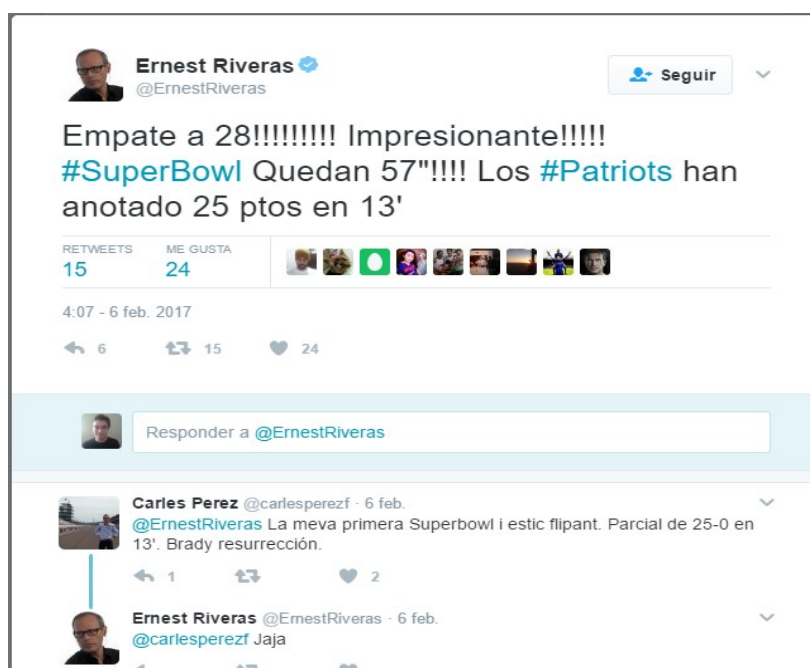 Ernest Riveras
@ErnestRiveras
Seguir
Empate a 28!!!!!!!!! Impresionante!!!!!
#SuperBowl Quedan 57"!!!! Los #Patriots han
anotado 25 ptos en 13'
RETWEETS ME GUSTA
15 24
4:07 - 6 feb. 2017
6 15 24
Responder a @ErnestRiveras
Carles Perez @carlesperezf · 6 feb.
@ErnestRiveras La meva primera Superbowl i estic flipant. Parcial de 25-0 en
13'. Brady resurrección.
1 2
Ernest Riveras @ErnestRiveras · 6 feb.
@carlesperezf Jaja